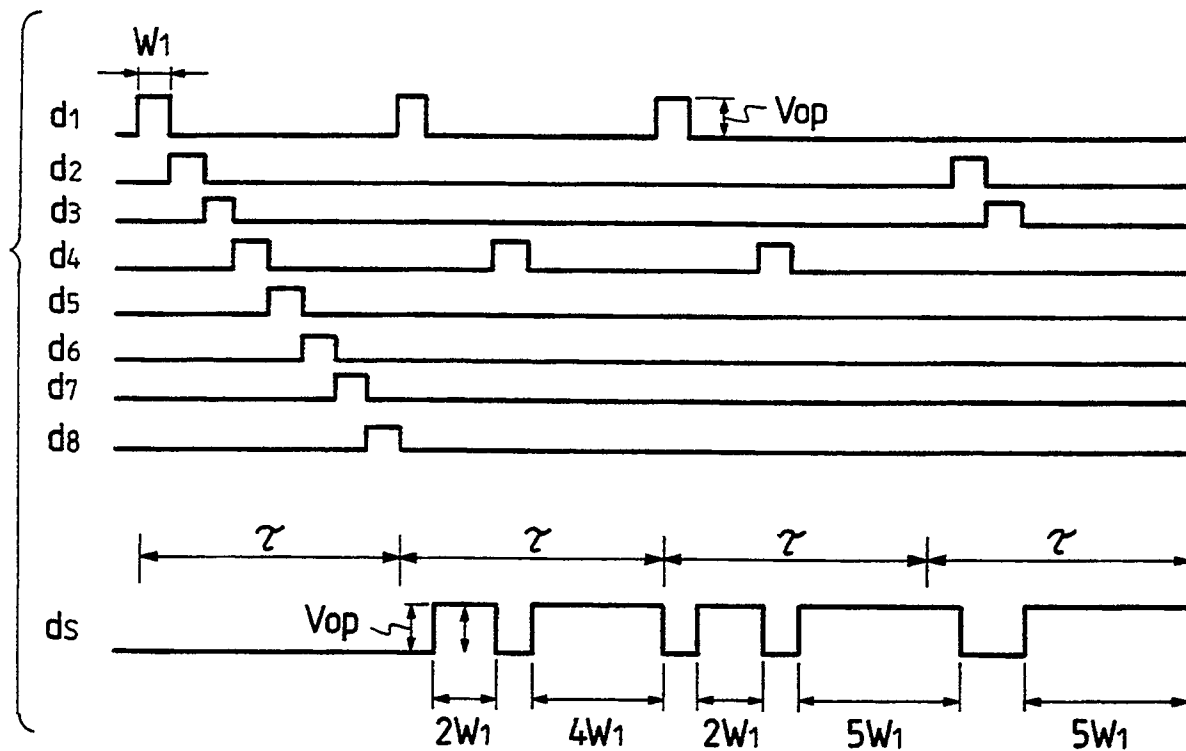 W1
d1
Vop
d2
d3
d4
d5
d6
d7
d8
τ τ τ τ
ds
Vop
2W1 4W1 2W1 5W1 5W1